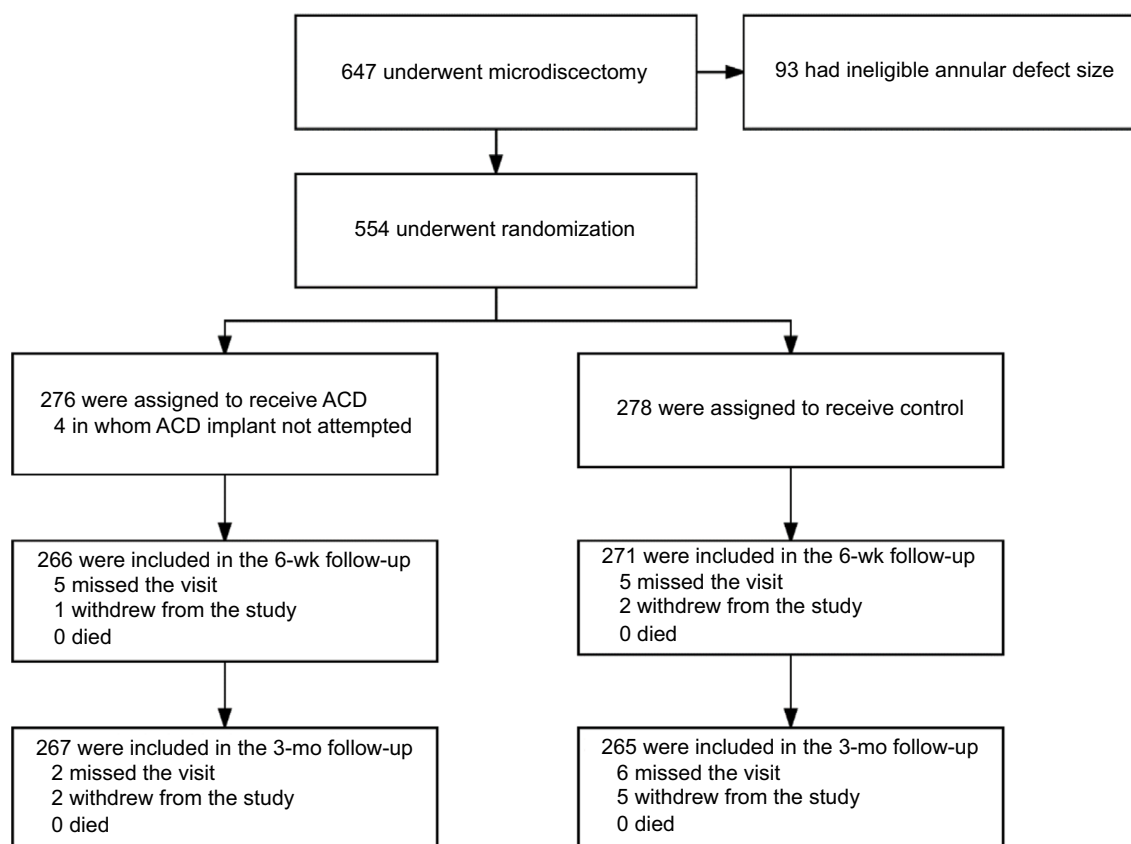 647 underwent microdiscectomy
93 had ineligible annular defect size
554 underwent randomization
276 were assigned to receive ACD
4 in whom ACD implant not attempted
278 were assigned to receive control
266 were included in the 6-wk follow-up
5 missed the visit
1 withdrew from the study
0 died
271 were included in the 6-wk follow-up
5 missed the visit
2 withdrew from the study
0 died
267 were included in the 3-mo follow-up
2 missed the visit
2 withdrew from the study
0 died
265 were included in the 3-mo follow-up
6 missed the visit
5 withdrew from the study
0 died